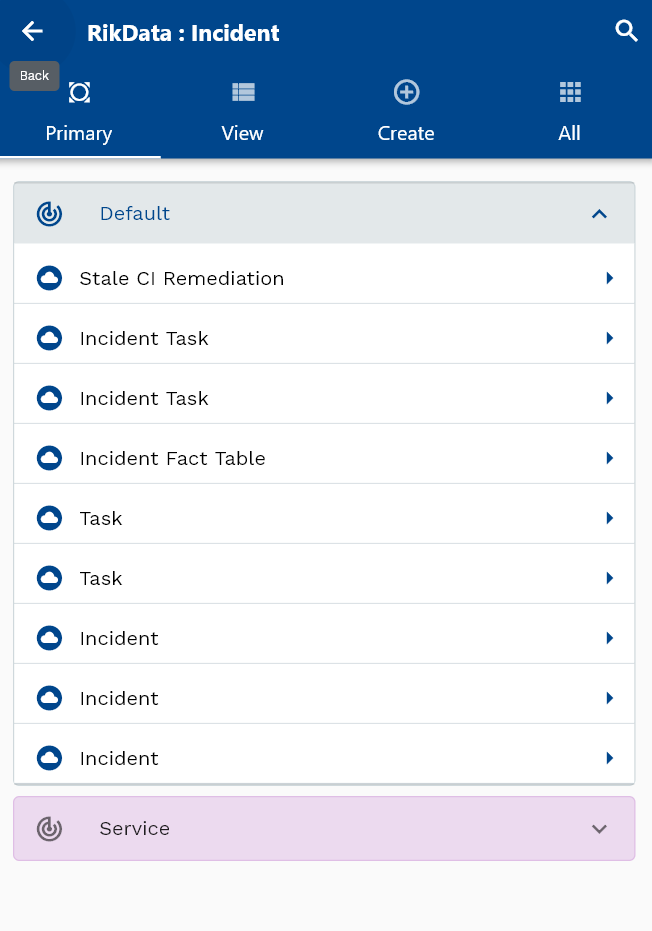 RikData : Incident
Back
Primary
View
Create
All
Default
Stale CI Remediation
Incident Task
Incident Task
Incident Fact Table
Task
Task
Incident
Incident
Incident
Service